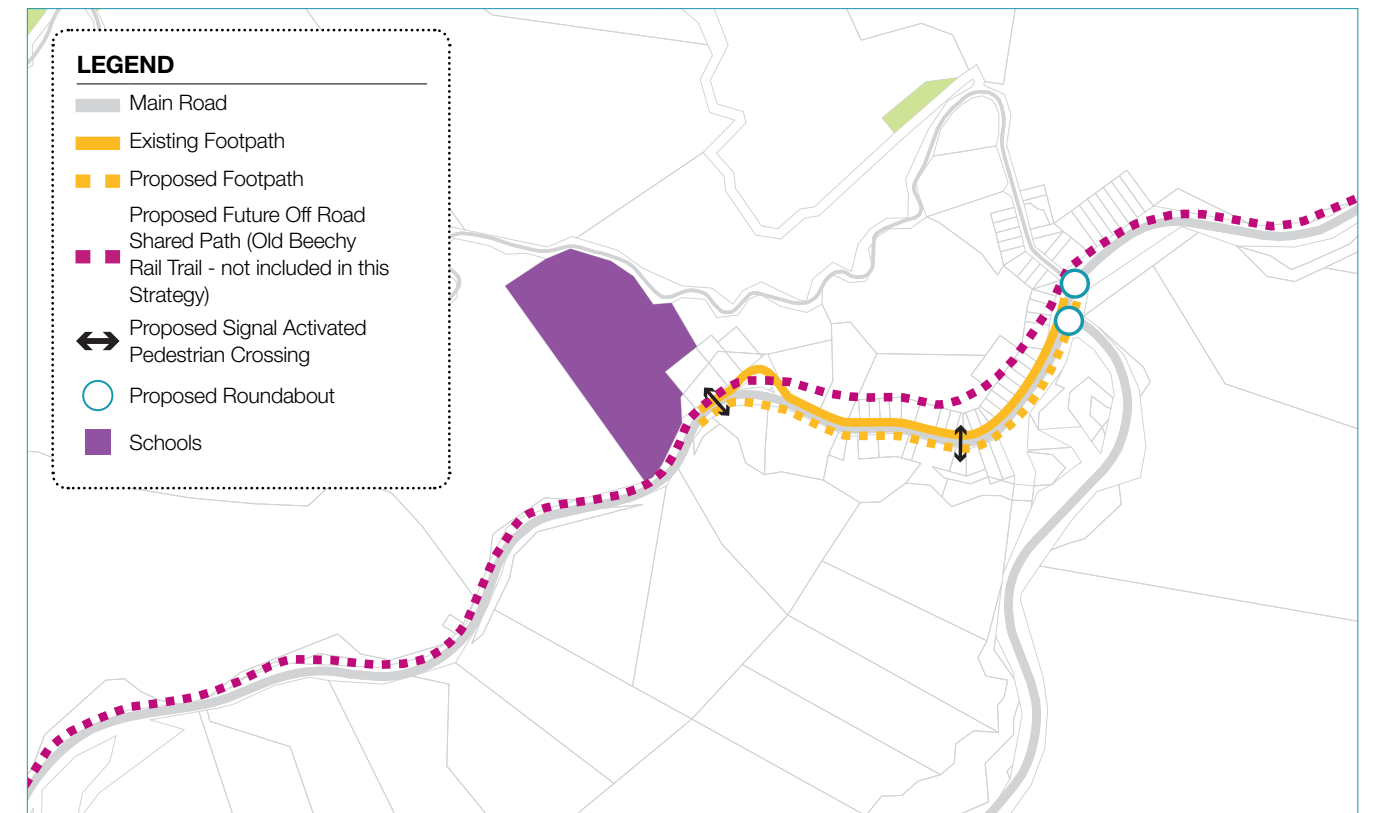 LEGEND
Main Road
Existing Footpath
Proposed Footpath
Proposed Future Off Road
Shared Path (Old Beechy
Rail Trail - not included in this
Strategy)
Proposed Signal Activated
Pedestrian Crossing
Proposed Roundabout
Schools